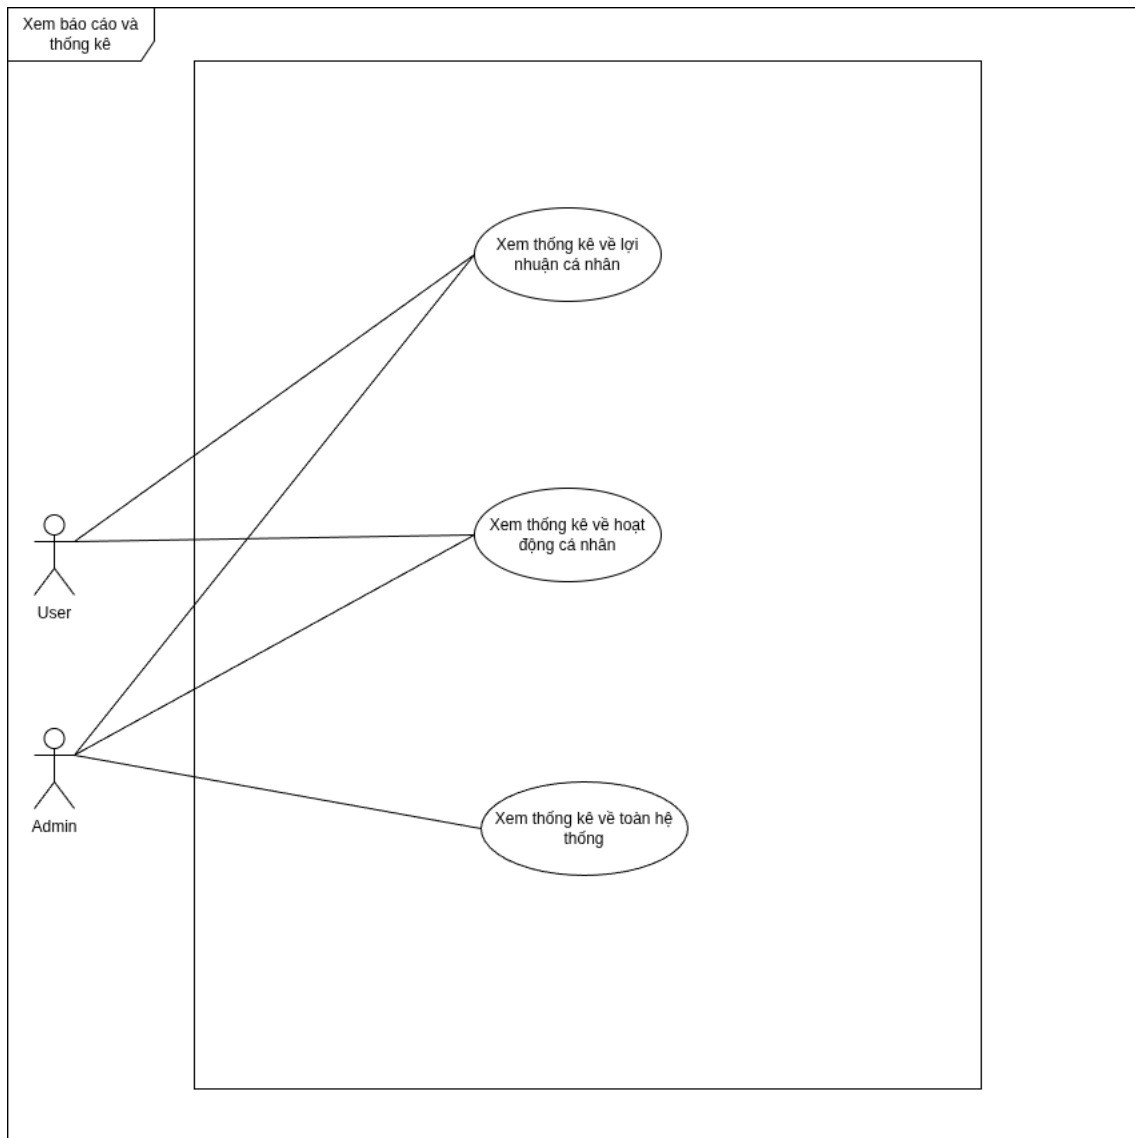 Xem báo cáo và
thống kê
Xem thống kê về lợi
nhuận cá nhân
Xem thống kê về hoạt
động cá nhân
User
Xem thống kê về toàn hệ
thống
Admin